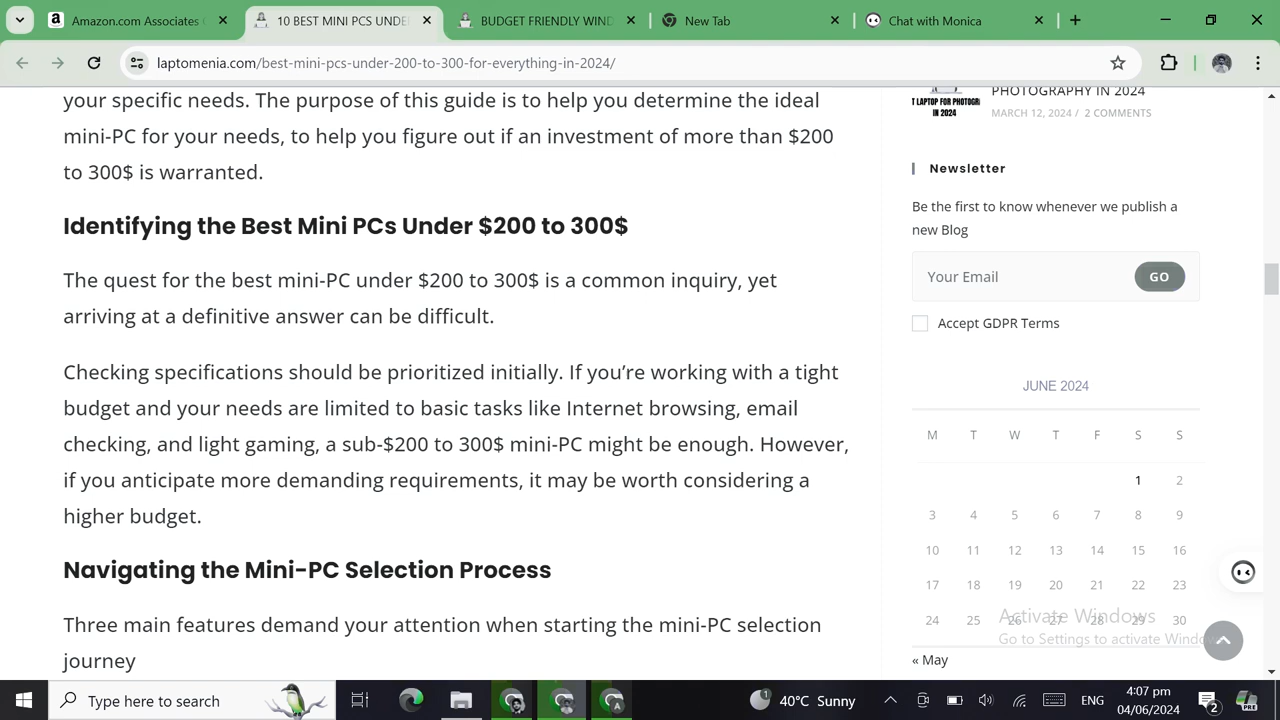 Amazon.com Associates C
10 BEST MINI PCS UNDE
BUDGET FRIENDLY WIND
New Tab
Chat with Monica
laptomenia.com/best-mini-pcs-under-200-to-300-for-everything-in-2024/
your specific needs. The purpose of this guide is to help you determine the ideal
mini-PC for your needs, to help you figure out if an investment of more than $200
to 300$ is warranted.
Identifying the Best Mini PCs Under $200 to 300$
The quest for the best mini-PC under $200 to 300$ is a common inquiry, yet
arriving at a definitive answer can be difficult.
Checking specifications should be prioritized initially. If you’re working with a tight
budget and your needs are limited to basic tasks like Internet browsing, email
checking, and light gaming, a sub-$200 to 300$ mini-PC might be enough. However,
if you anticipate more demanding requirements, it may be worth considering a
higher budget.
Navigating the Mini-PC Selection Process
Three main features demand your attention when starting the mini-PC selection
journey
T LAPTOP FOR PHOTOGRA
IN 2024
PHOTOGRAPHY IN 2024
MARCH 12, 2024 / 2 COMMENTS
Newsletter
Be the first to know whenever we publish a
new Blog
Your Email GO
Accept GDPR Terms
JUNE 2024
M T W T F S S
1 2
3 4 5 6 7 8 9
10 11 12 13 14 15 16
17 18 19 20 21 22 23
24 25 26 27 28 29 30
« May
Activate Windows
Go to Settings to activate Windows
Type here to search
1
40°C Sunny
ENG
4:07 pm
04/06/2024
2
PRE